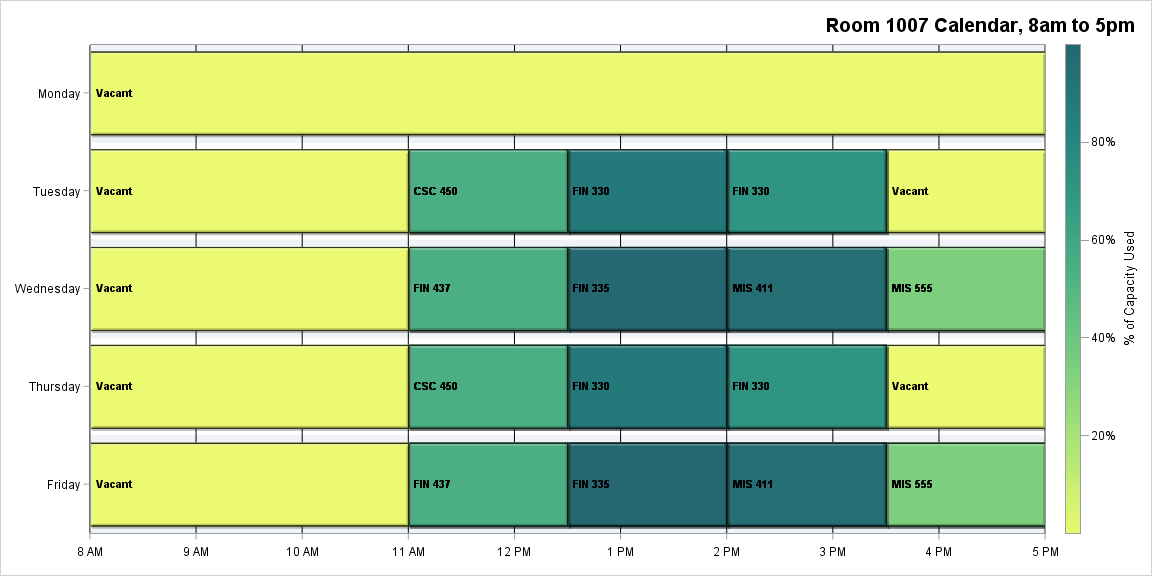 Room 1007 Calendar, 8am to 5pm
Monday
Vacant
Tuesday
Vacant
CSC 450
FIN 330
FIN 330
Vacant
Wednesday
Vacant
FIN 437
FIN 335
MIS 411
MIS 555
Thursday
Vacant
CSC 450
FIN 330
FIN 330
Vacant
Friday
Vacant
FIN 437
FIN 335
MIS 411
MIS 555
8 AM
9 AM
10 AM
11 AM
12 PM
1 PM
2 PM
3 PM
4 PM
5 PM
80%
60%
40%
20%
% of Capacity Used